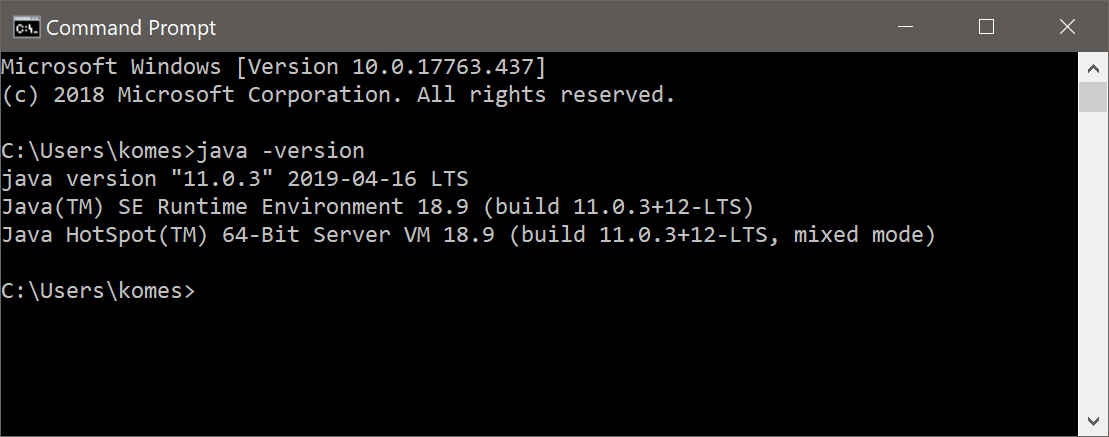 Command Prompt
Microsoft Windows [Version 10.0.17763.437]
(c) 2018 Microsoft Corporation. All rights reserved.
C:\Users\komes>java -version
java version "11.0.3" 2019-04-16 LTS
Java(TM) SE Runtime Environment 18.9 (build 11.0.3+12-LTS)
Java HotSpot(TM) 64-Bit Server VM 18.9 (build 11.0.3+12-LTS, mixed mode)
C:\Users\komes>